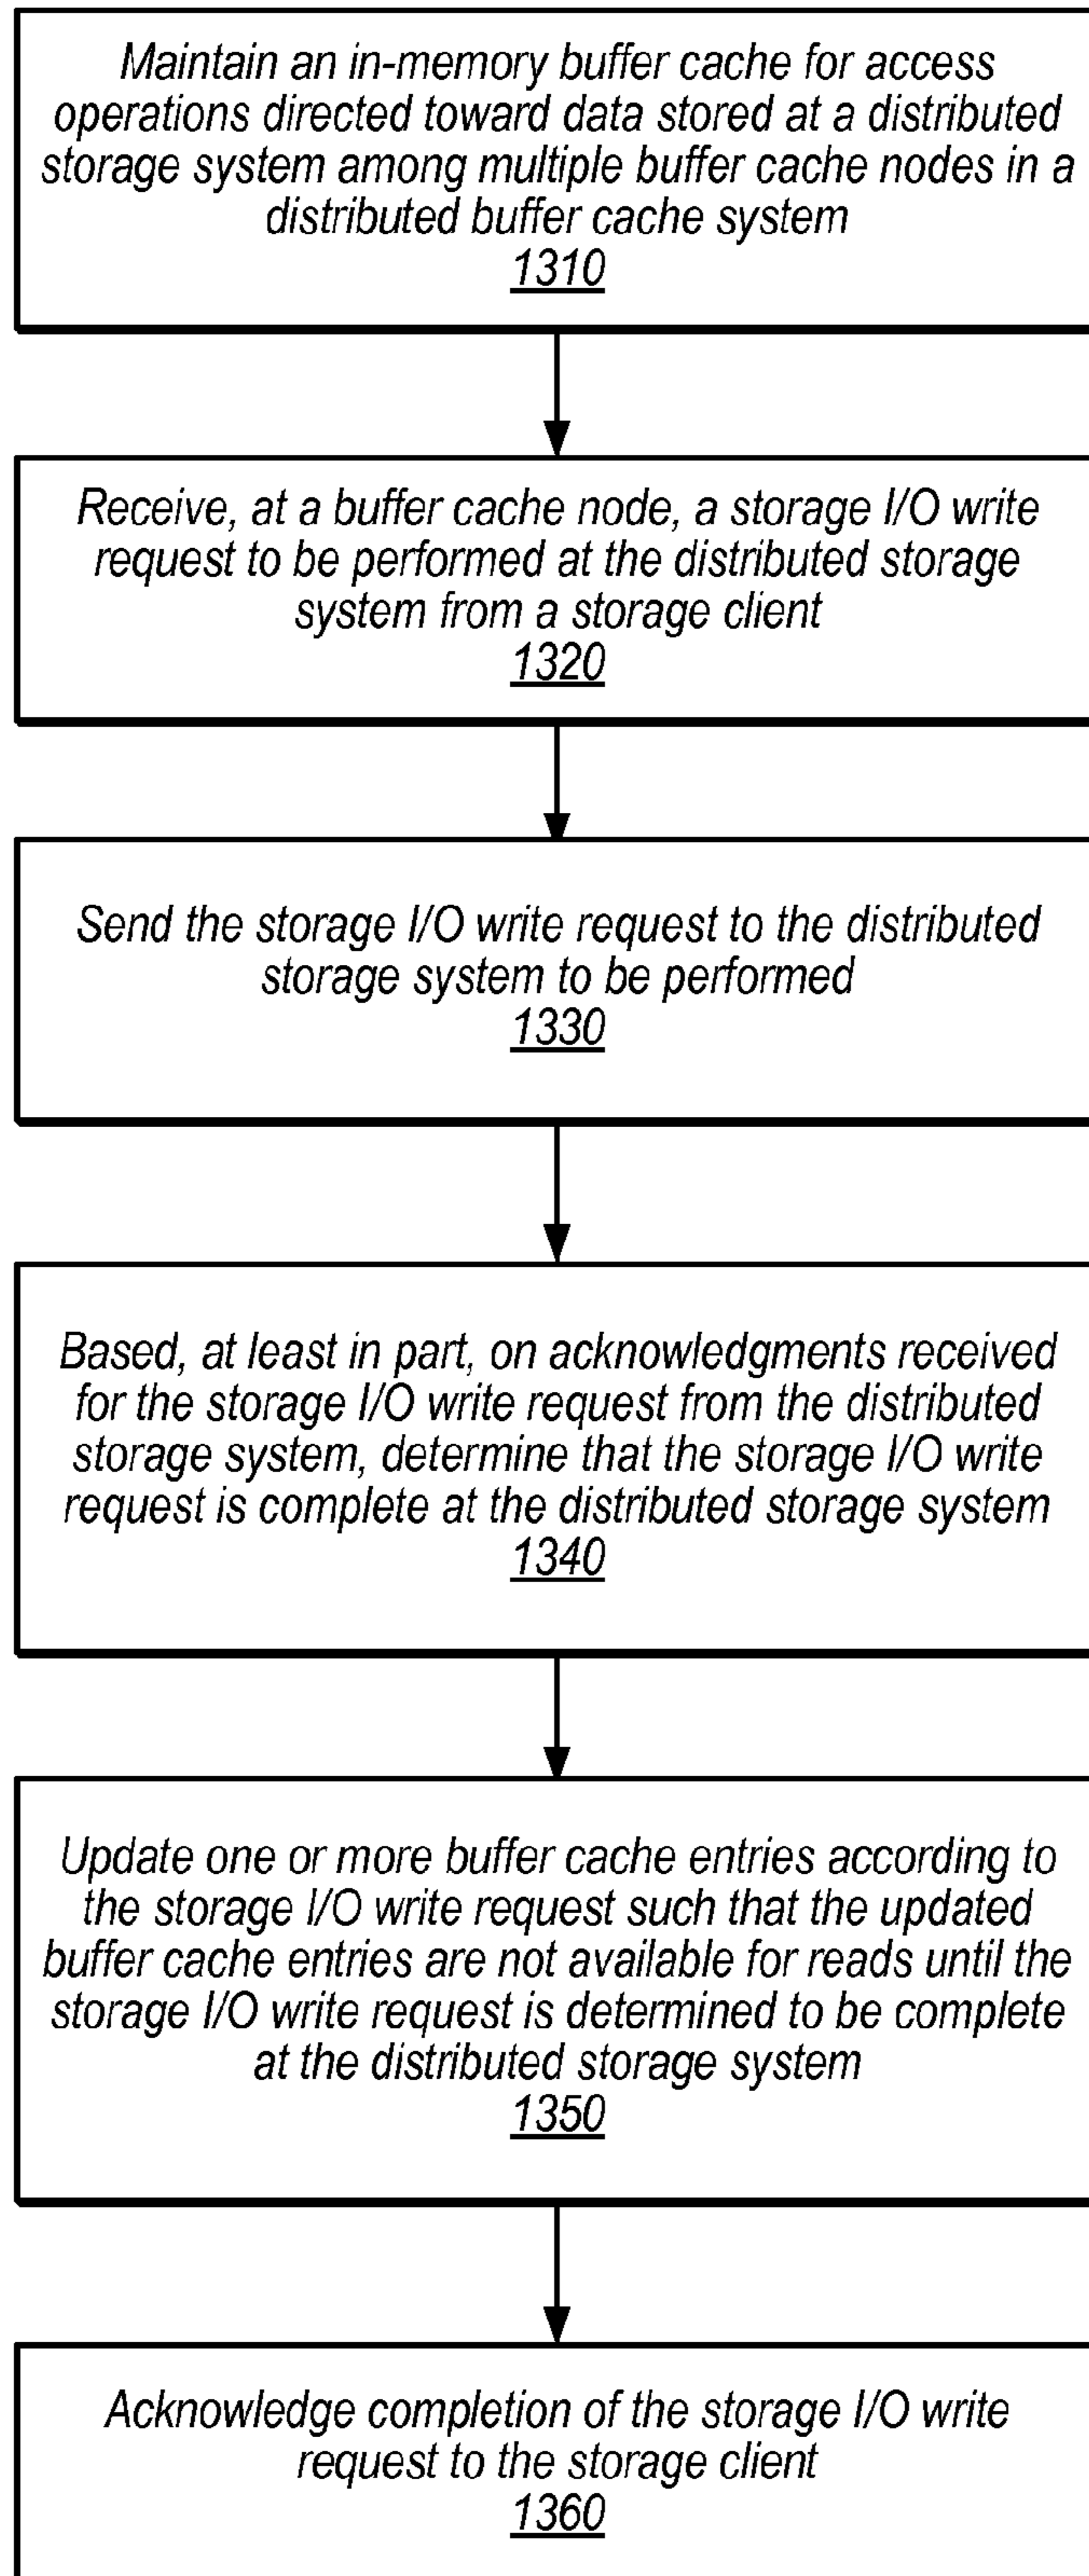 Maintain an in-memory buffer cache for access
operations directed toward data stored at a distributed
storage system among multiple buffer cache nodes in a
distributed buffer cache system
1310
Receive, at a buffer cache node, a storage I/O write
request to be performed at the distributed storage
system from a storage client
1320
Send the storage I/O write request to the distributed
storage system to be performed
1330
Based, at least in part, on acknowledgments received
for the storage I/O write request from the distributed
storage system, determine that the storage I/O write
request is complete at the distributed storage system
1340
Update one or more buffer cache entries according to
the storage I/O write request such that the updated
buffer cache entries are not available for reads until the
storage I/O write request is determined to be complete
at the distributed storage system
1350
Acknowledge completion of the storage I/O write
request to the storage client
1360